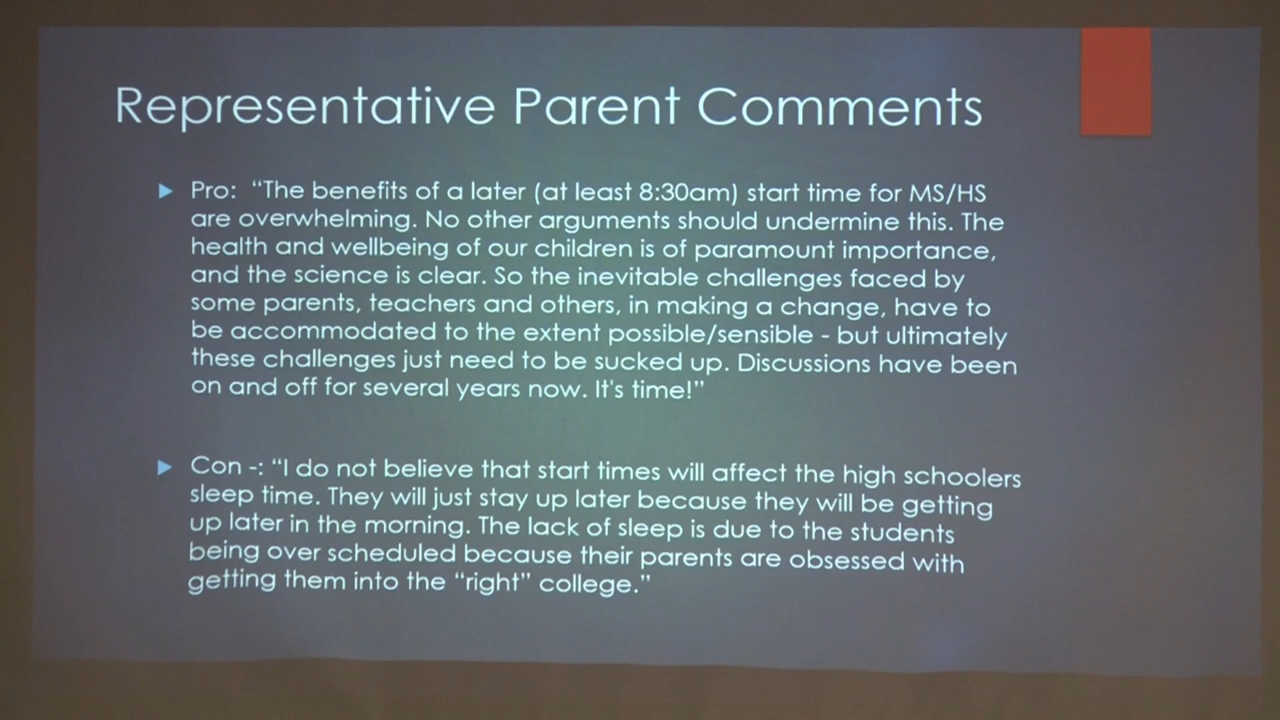 Representative Parent Comments
Pro: “The benefits of a later (at least 8:30am) start time for MS/HS
are overwhelming. No other arguments should undermine this. The
health and wellbeing of our children is of paramount importance,
and the science is clear. So the inevitable challenges faced by
some parents, teachers and others, in making a change, have to
be accommodated to the extent possible/sensible - but ultimately
these challenges just need to be sucked up. Discussions have been
on and off for several years now. It's time!”
Con -: “I do not believe that start times will affect the high schoolers
sleep time. They will just stay up later because they will be getting
up later in the morning. The lack of sleep is due to the students
being over scheduled because their parents are obsessed with
getting them into the “right” college.”